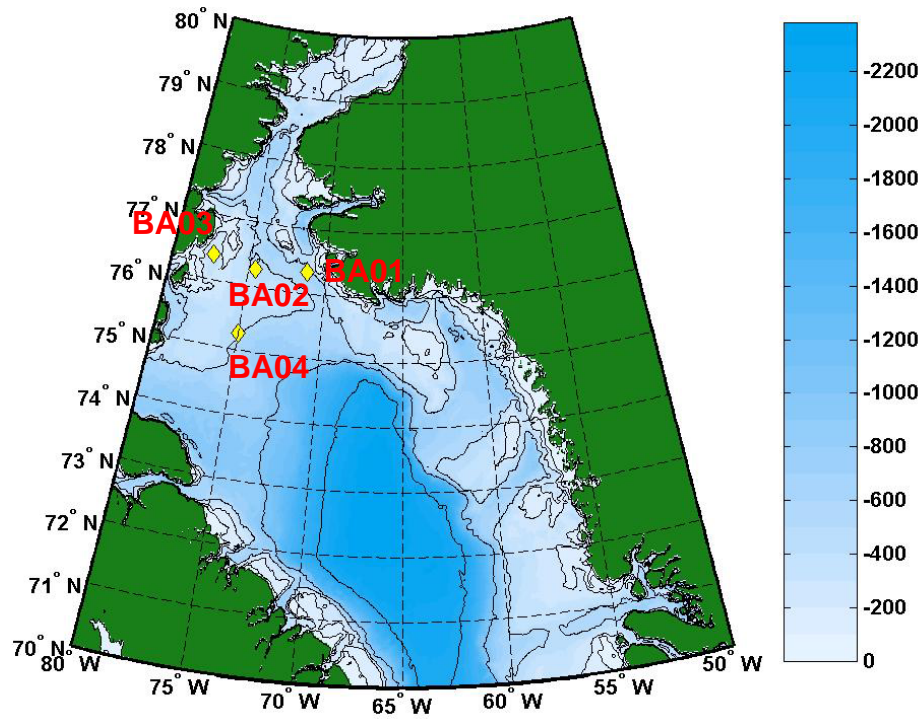 80° N
79° N
78° N
77° N
76° N
75° N
74° N
73° N
72° N
71° N
70° N
80° W
75° W
70° W
65° W
60° W
55° W
50° W
BA03
BA01
BA02
BA04
-2200
-2000
-1800
-1600
-1400
-1200
-1000
-800
-600
-400
-200
0